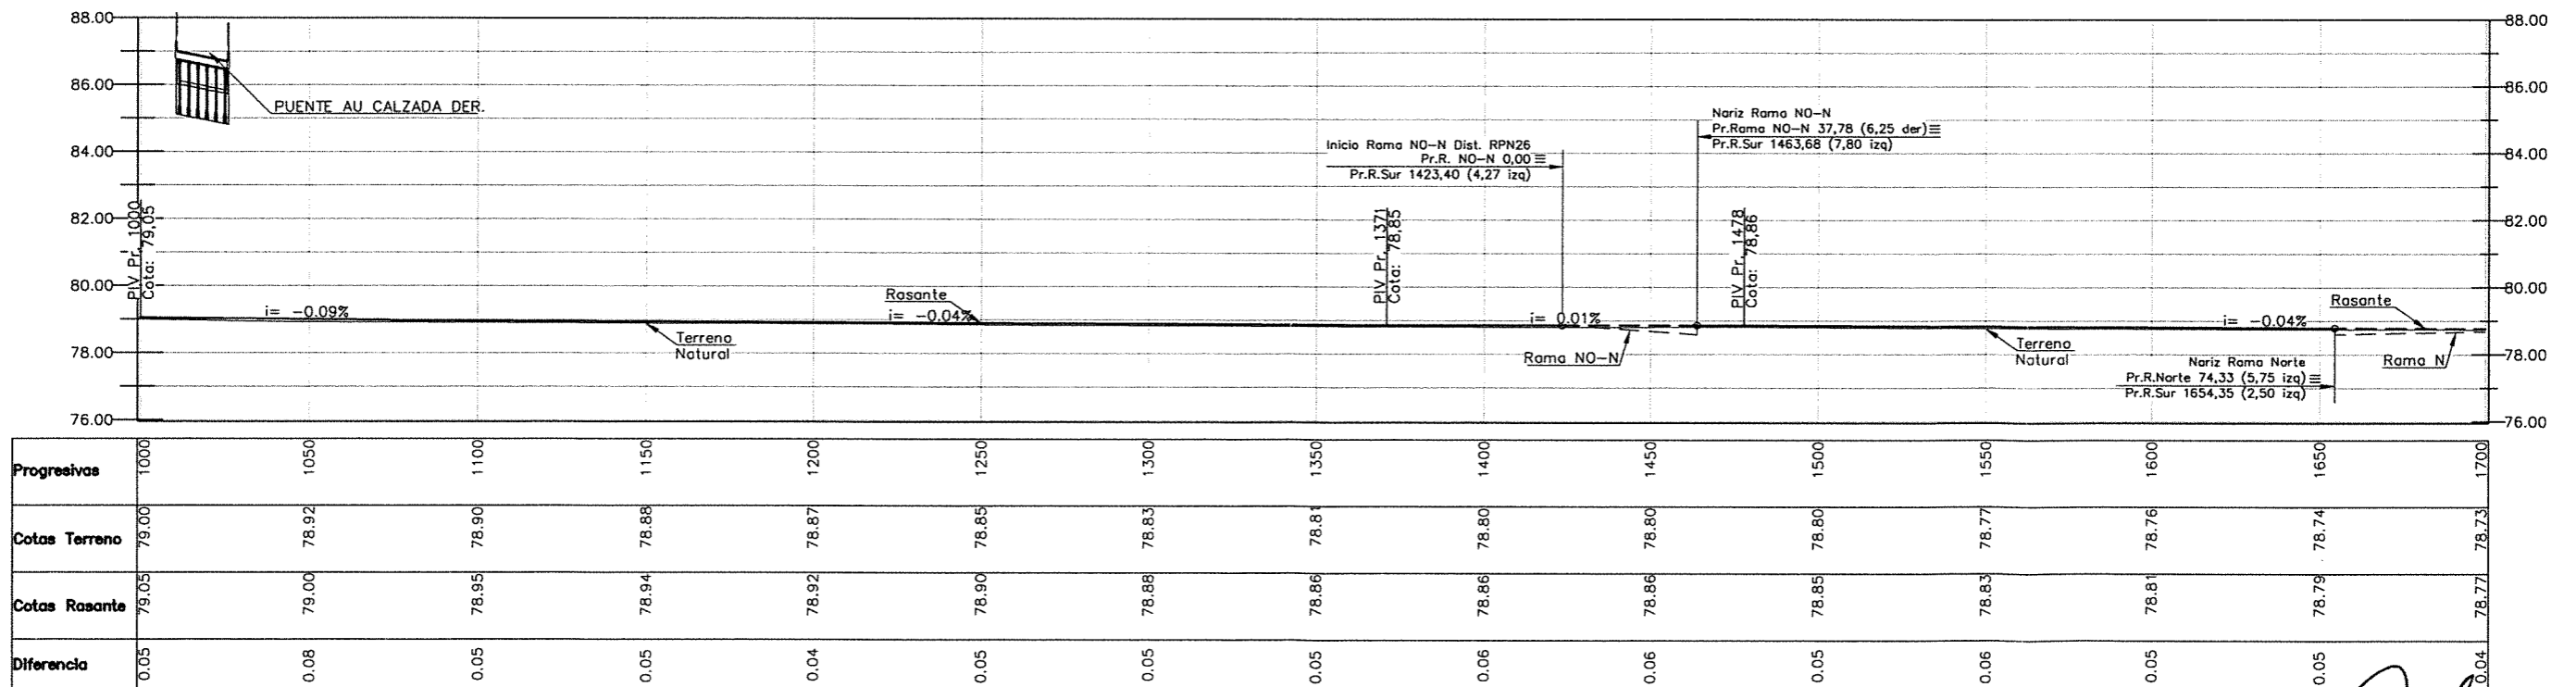 88.00
86.00
84.00
82.00
80.00
78.00
76.00
88.00
86.00
84.00
82.00
80.00
78.00
76.00
PUENTE AU CALZADA DER.
PIV Pr. 1000
Cota: 79,05
i= -0.09%
Terreno
Natural
Rasante
i= -0.04%
PIV Pr. 1371
Cota: 78,85
Inicio Rama NO-N Dist. RPN26
Pr.R. NO-N 0,00≡
Pr.R.Sur 1423,40 (4,27 izq)
Nariz Rama NO-N
Pr.Rama NO-N 37,78 (6,25 der)≡
Pr.R.Sur 1463,68 (7,80 izq)
PIV Pr. 1478
Cota: 78,86
i= 0.01%
Rama NO-N
Terreno
Natural
i= -0.04%
Rasante
Rama N
Nariz Rama Norte
Pr.R.Norte 74,33 (5,75 izq)≡
Pr.R.Sur 1654,35 (2,50 izq)
Progresivas 1000 1050 1100 1150 1200 1250 1300 1350 1400 1450 1500 1550 1600 1650 1700
Cotas Terreno 79.00 78.92 78.90 78.88 78.87 78.85 78.83 78.81 78.80 78.80 78.80 78.77 78.76 78.74 78.73
Cotas Rasante 79.05 79.00 78.95 78.94 78.92 78.90 78.88 78.86 78.86 78.86 78.85 78.83 78.81 78.79 78.77
Diferencia 0.05 0.08 0.05 0.05 0.04 0.05 0.05 0.05 0.06 0.06 0.05 0.06 0.05 0.05 0.04